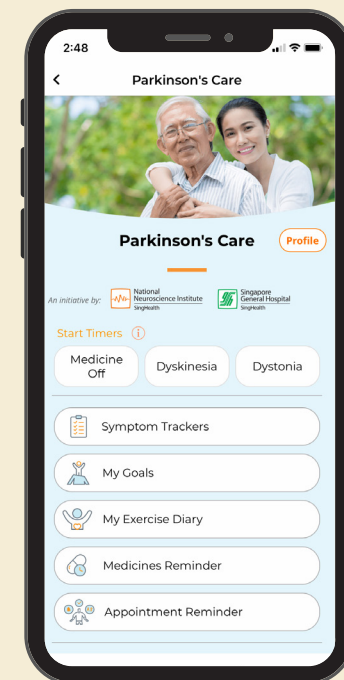 2:48
Parkinson's Care
Parkinson's Care
Profile
An initiative by:
National
Neuroscience Institute
SingHealth
Singapore
General Hospital
SingHealth
Start Timers
Medicine
Off
Dyskinesia
Dystonia
Symptom Trackers
My Goals
My Exercise Diary
Medicines Reminder
Appointment Reminder